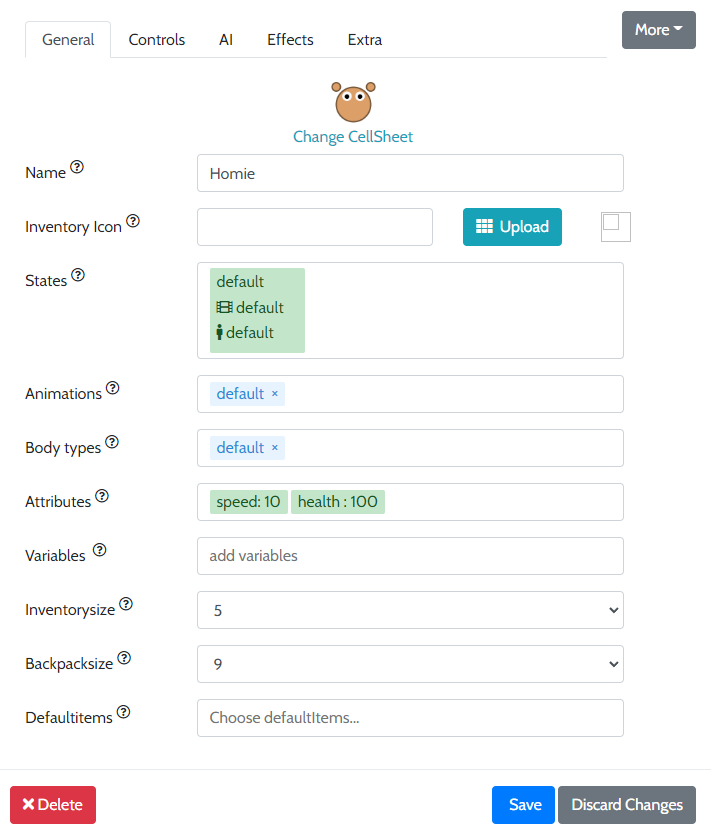 General Controls AI Effects Extra More
Change CellSheet
Name ? Homie
Inventory Icon ? Upload
States ? default
default
default
Animations ? default ×
Body types ? default ×
Attributes ? speed: 10 health : 100
Variables ? add variables
Inventorysize ? 5
Backpacksize ? 9
Defaultitems ? Choose defaultItems...
Delete Save Discard Changes